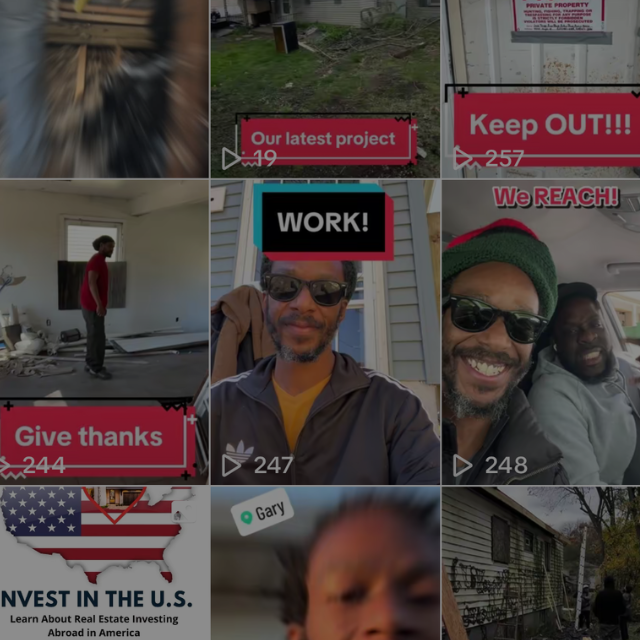 PRIVATE PROPERTY
Our latest project
19
Keep OUT!!!
257
WORK!
We REACH!
Give thanks
244
247
248
Gary
NVEST IN THE U.S.
Learn About Real Estate Investing
Abroad in America